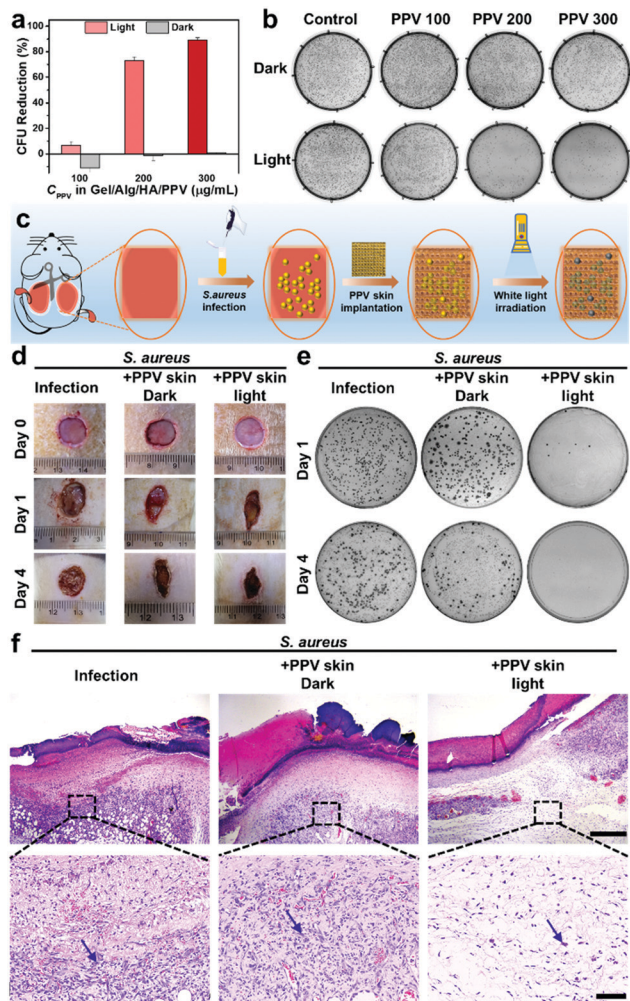 a
Light
Dark
CFU Reduction (%)
80
60
40
20
0
100
200
300
C_PPV in Gel/Alg/HA/PPV (μg/mL)
b
Control
PPV 100
PPV 200
PPV 300
Dark
Light
c
S.aureus
infection
PPV skin
implantation
White light
irradiation
d
S. aureus
Infection
+PPV skin
Dark
+PPV skin
light
Day 0
Day 1
Day 4
e
S. aureus
Infection
+PPV skin
Dark
+PPV skin
light
Day 1
Day 4
f
S. aureus
Infection
+PPV skin
Dark
+PPV skin
light